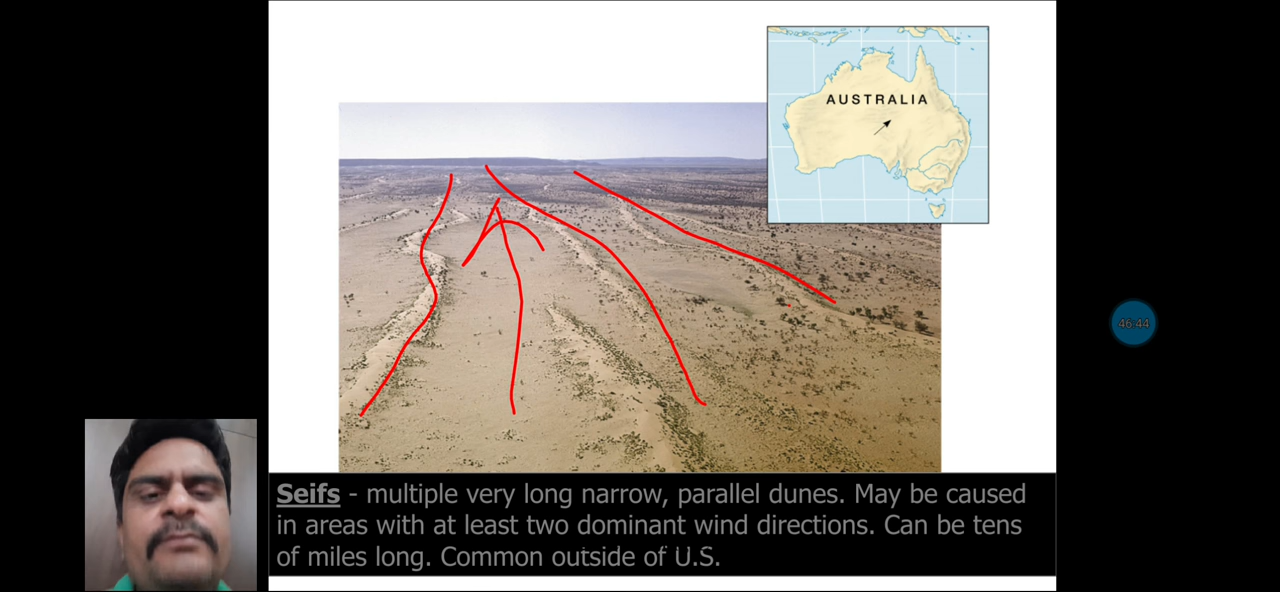 AUSTRALIA
46:44
Seifs - multiple very long narrow, parallel dunes. May be caused
in areas with at least two dominant wind directions. Can be tens
of miles long. Common outside of U.S.